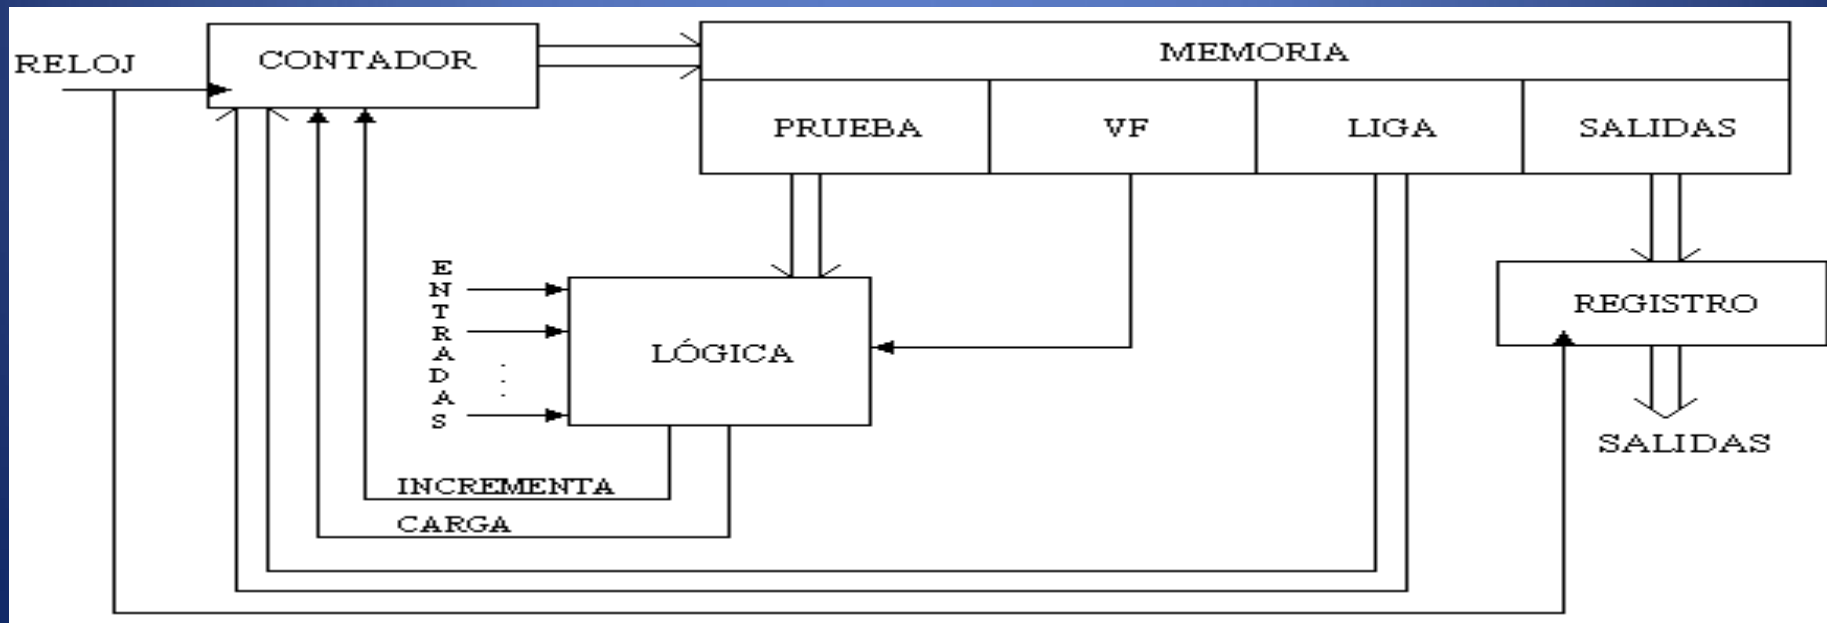 RELOJ
CONTADOR
MEMORIA
PRUEBA
VF
LIGA
SALIDAS
ENTRADAS
LÓGICA
REGISTRO
SALIDAS
INCREMENTA
CARGA